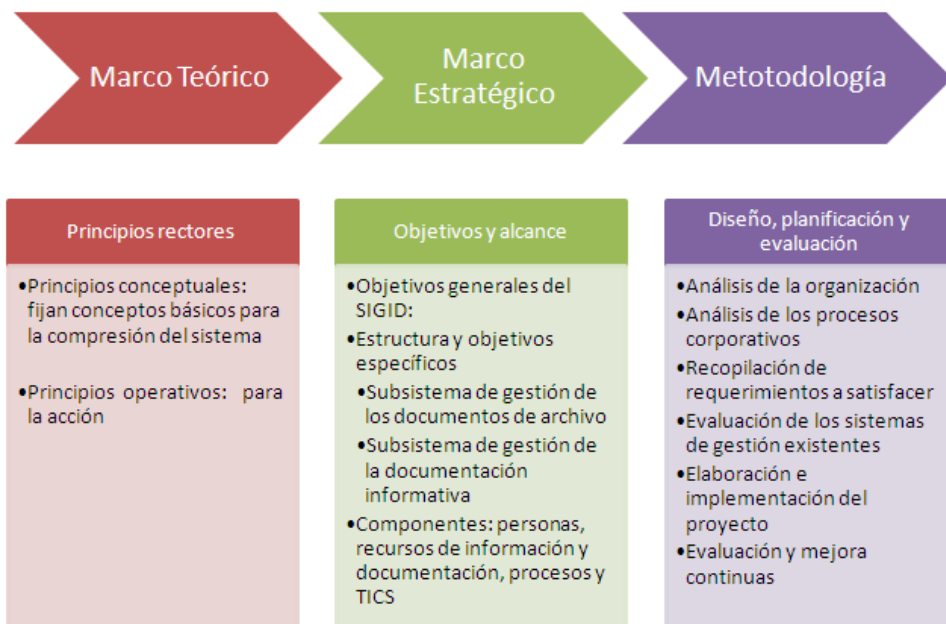 Marco Teórico
Marco
Estratégico
Metotodología
Principios rectores
•Principios conceptuales:
fijan conceptos básicos para
la compresión del sistema
•Principios operativos: para
la acción
Objetivos y alcance
•Objetivos generales del
SIGID:
•Estructura y objetivos
específicos
•Subsistema de gestión de
los documentos de archivo
•Subsistema de gestión de
la documentación
informativa
•Componentes: personas,
recursos de información y
documentación, procesos y
TICS
Diseño, planificación y
evaluación
•Análisis de la organización
•Análisis de los procesos
corporativos
•Recopilación de
requerimientos a satisfacer
•Evaluación de los sistemas
de gestión existentes
•Elaboración e
implementación del
proyecto
•Evaluación y mejora
continuas